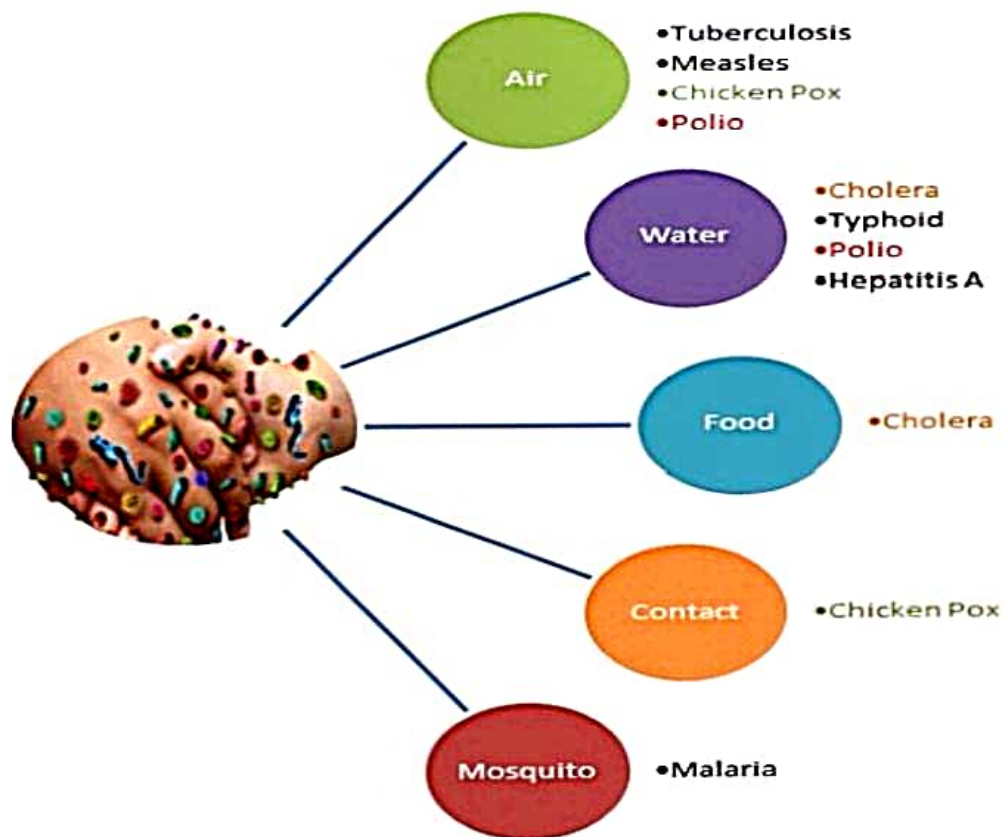 Air
•Tuberculosis
•Measles
•Chicken Pox
•Polio
Water
•Cholera
•Typhoid
•Polio
•Hepatitis A
Food
•Cholera
Contact
•Chicken Pox
Mosquito
•Malaria